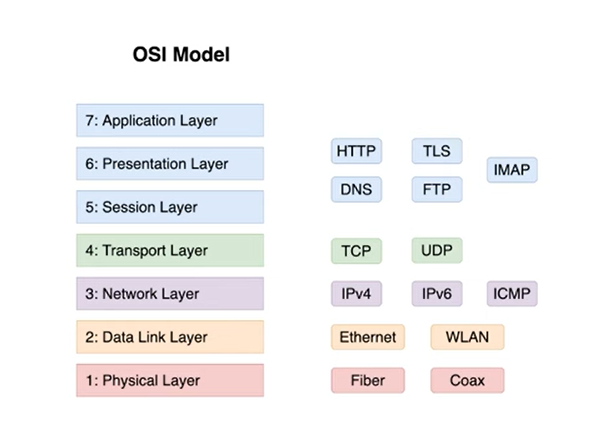 OSI Model
7: Application Layer
6: Presentation Layer
5: Session Layer
4: Transport Layer
3: Network Layer
2: Data Link Layer
1: Physical Layer
HTTP
TLS
IMAP
DNS
FTP
TCP
UDP
IPv4
IPv6
ICMP
Ethernet
WLAN
Fiber
Coax